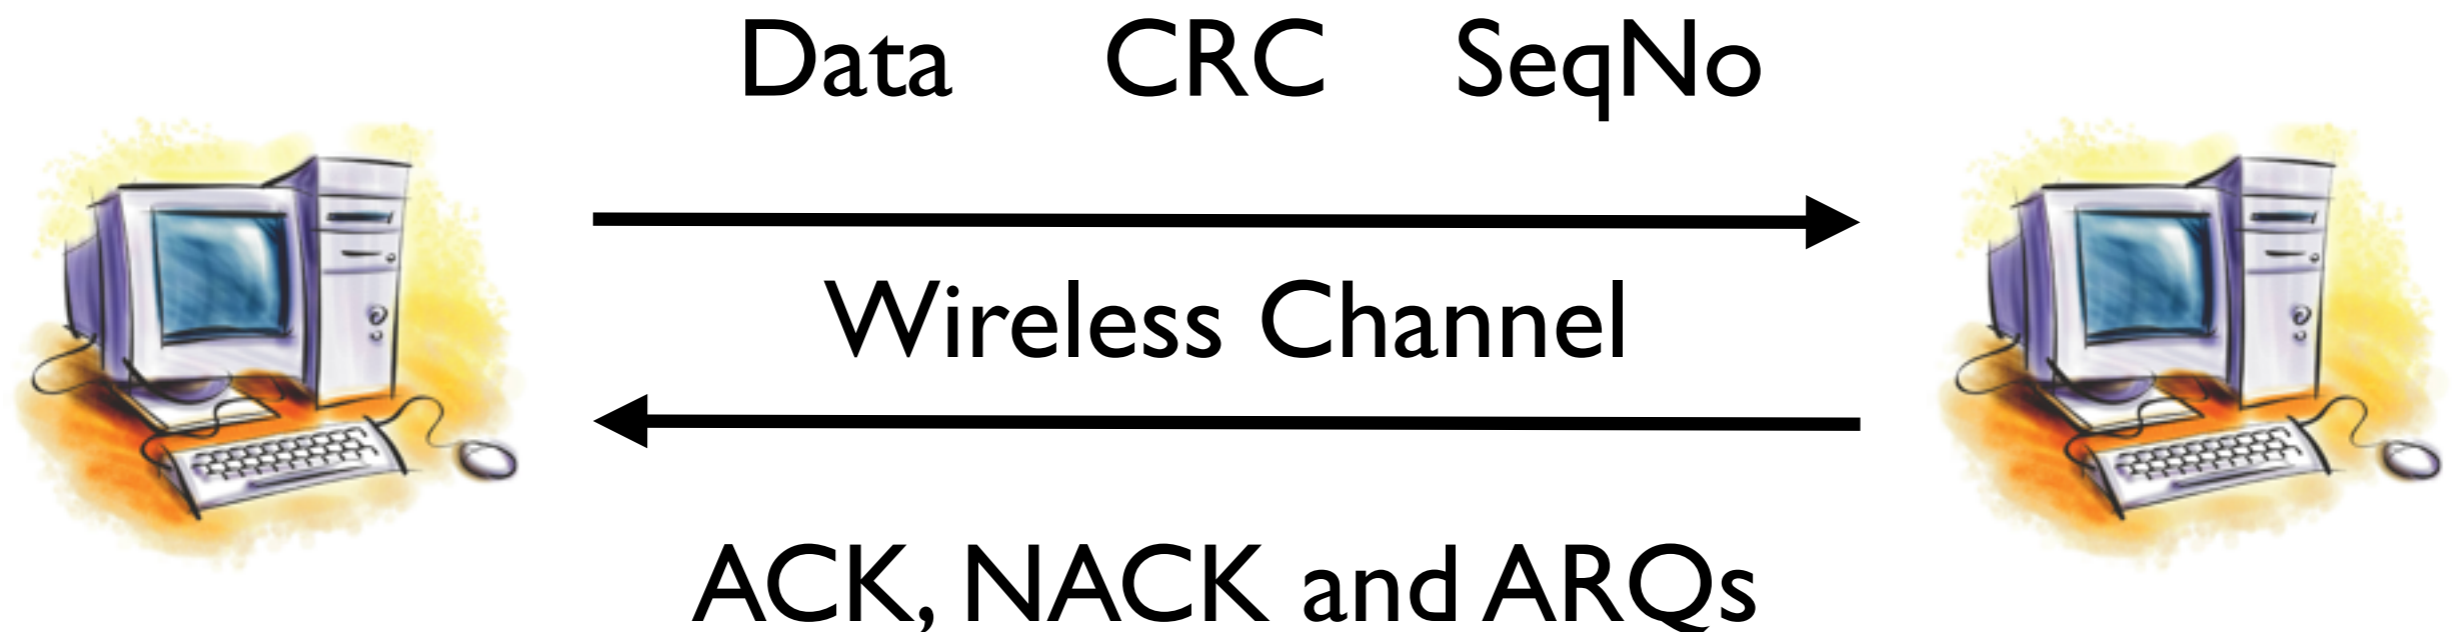 Data CRC SeqNo
Wireless Channel
ACK, NACK and ARQs